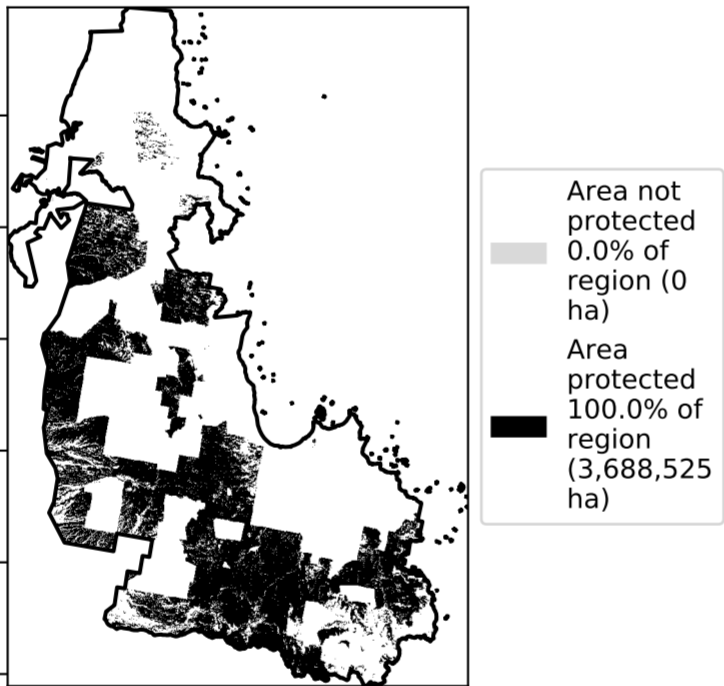 Area not
protected
0.0% of
region (0
ha)
Area
protected
100.0% of
region
(3,688,525
ha)